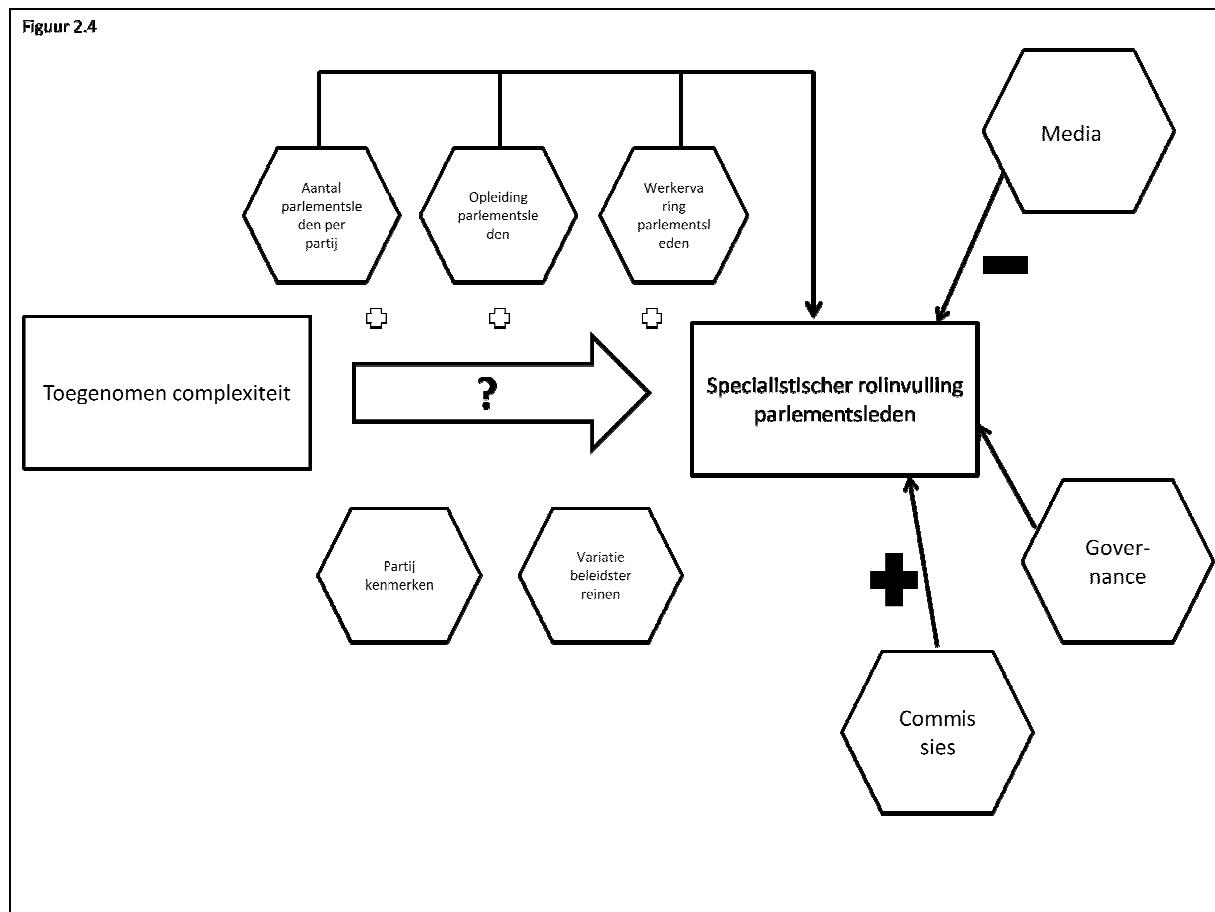 Figuur 2.4
Aantal
parlementsle
den per
partij
Opleiding
parlementsle
den
Werkerva
ring
parlementsl
eden
Media
Toegenomen complexiteit
?
Specialistischer rolinvulling
parlementsleden
Partij
kenmerken
Variatie
beleidster
reinen
Gover-
nance
Commis
sies